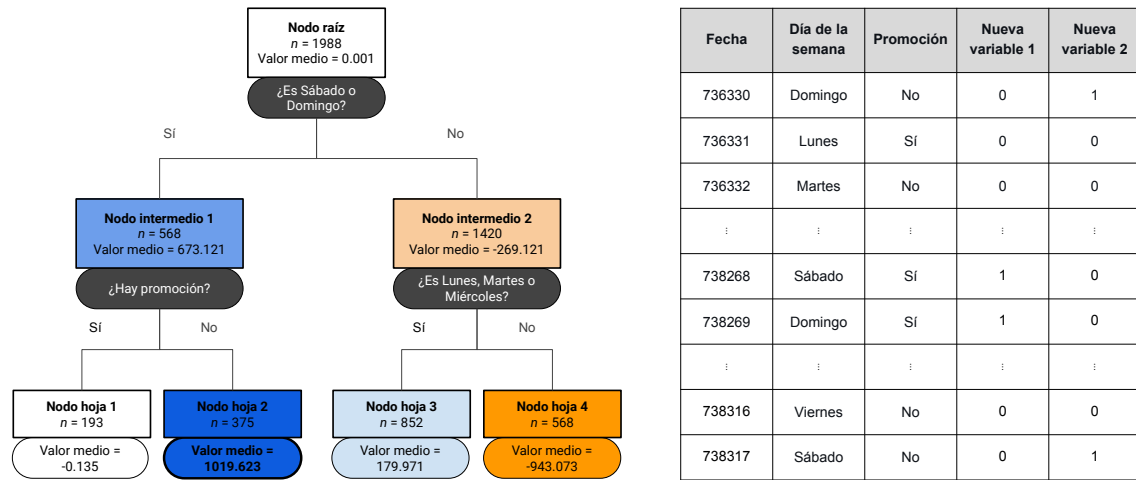 Nodo raíz
n = 1988
Valor medio = 0.001
¿Es Sábado o
Domingo?
Sí
No
Nodo intermedio 1
n = 568
Valor medio = 673.121
¿Hay promoción?
Nodo intermedio 2
n = 1420
Valor medio = -269.121
¿Es Lunes, Martes o
Miércoles?
Sí
No
Sí
No
Nodo hoja 1
n = 193
Valor medio =
-0.135
Nodo hoja 2
n = 375
Valor medio =
1019.623
Nodo hoja 3
n = 852
Valor medio =
179.971
Nodo hoja 4
n = 568
Valor medio =
-943.073
Fecha Día de la semana Promoción Nueva variable 1 Nueva variable 2
736330 Domingo No 0 1
736331 Lunes Sí 0 0
736332 Martes No 0 0
⋮ ⋮ ⋮ ⋮ ⋮
738268 Sábado Sí 1 0
738269 Domingo Sí 1 0
⋮ ⋮ ⋮ ⋮ ⋮
738316 Viernes No 0 0
738317 Sábado No 0 1